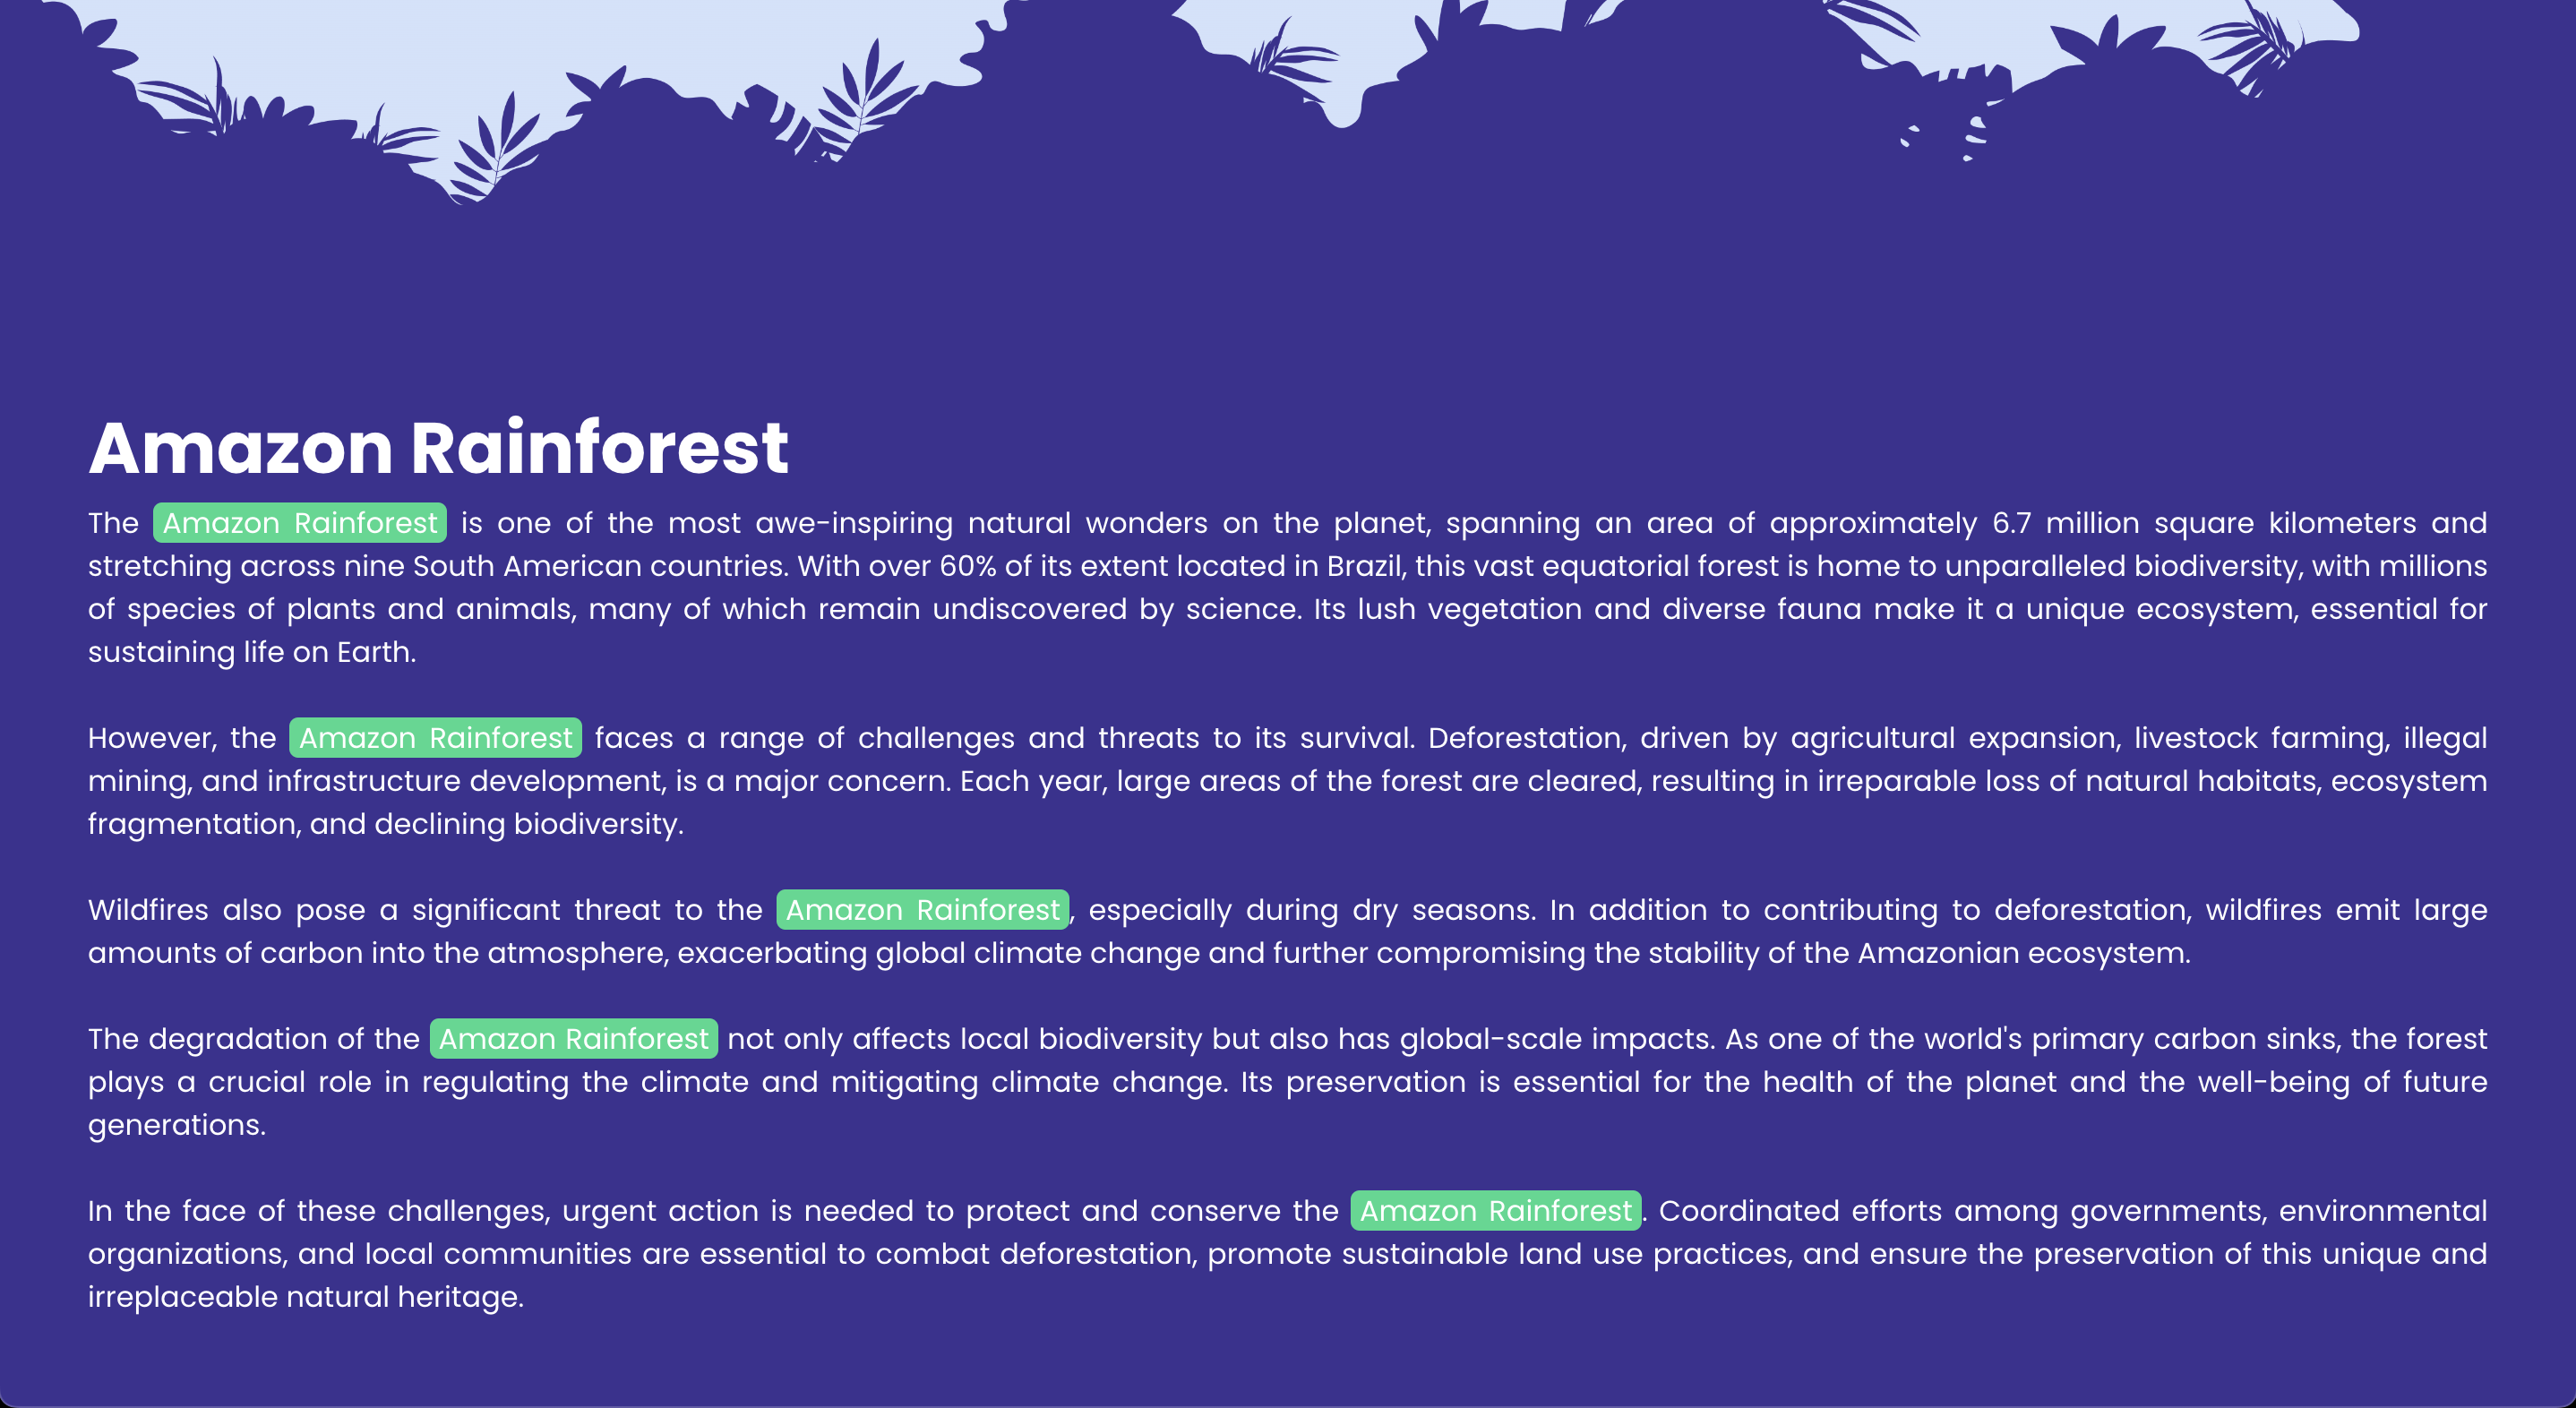 Amazon Rainforest
The Amazon Rainforest is one of the most awe-inspiring natural wonders on the planet, spanning an area of approximately 6.7 million square kilometers and
stretching across nine South American countries. With over 60% of its extent located in Brazil, this vast equatorial forest is home to unparalleled biodiversity, with millions
of species of plants and animals, many of which remain undiscovered by science. Its lush vegetation and diverse fauna make it a unique ecosystem, essential for
sustaining life on Earth.
However, the Amazon Rainforest faces a range of challenges and threats to its survival. Deforestation, driven by agricultural expansion, livestock farming, illegal
mining, and infrastructure development, is a major concern. Each year, large areas of the forest are cleared, resulting in irreparable loss of natural habitats, ecosystem
fragmentation, and declining biodiversity.
Wildfires also pose a significant threat to the Amazon Rainforest, especially during dry seasons. In addition to contributing to deforestation, wildfires emit large
amounts of carbon into the atmosphere, exacerbating global climate change and further compromising the stability of the Amazonian ecosystem.
The degradation of the Amazon Rainforest not only affects local biodiversity but also has global-scale impacts. As one of the world's primary carbon sinks, the forest
plays a crucial role in regulating the climate and mitigating climate change. Its preservation is essential for the health of the planet and the well-being of future
generations.
In the face of these challenges, urgent action is needed to protect and conserve the Amazon Rainforest. Coordinated efforts among governments, environmental
organizations, and local communities are essential to combat deforestation, promote sustainable land use practices, and ensure the preservation of this unique and
irreplaceable natural heritage.